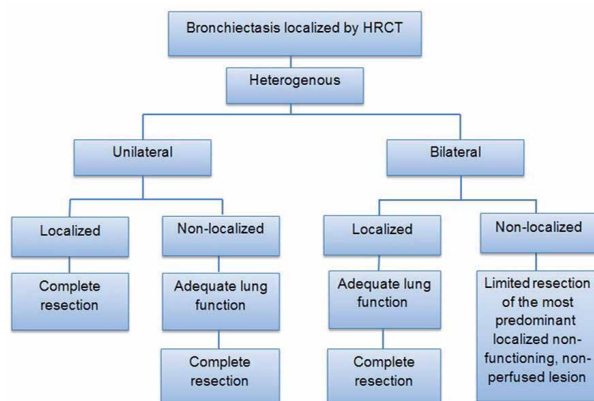 Bronchiectasis localized by HRCT
Heterogenous
Unilateral
Bilateral
Localized
Non-localized
Localized
Non-localized
Complete
resection
Adequate lung
function
Adequate lung
function
Limited resection
of the most
predominant
localized non-
functioning, non-
perfused lesion
Complete
resection
Complete
resection